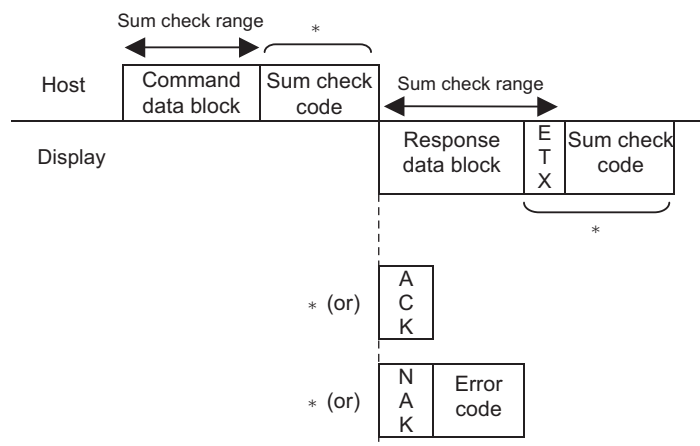 Sum check range
*
Host
Command
data block
Sum check
code
Sum check range
Display
Response
data block
E
T
X
Sum check
code
*
* (or)
A
C
K
* (or)
N
A
K
Error
code